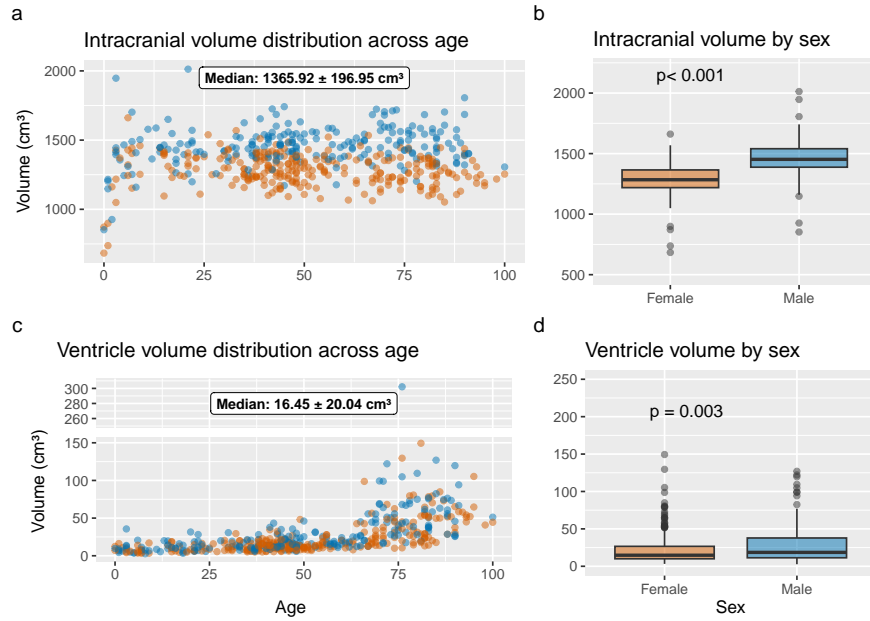 a
Intracranial volume distribution across age
Volume (cm³)
2000
1500
1000
Median: 1365.92 ± 196.95 cm³
0
25
50
75
100
b
Intracranial volume by sex
2000
1500
1000
500
p< 0.001
Female
Male
c
Ventricle volume distribution across age
Volume (cm³)
300
280
260
150
100
50
0
Median: 16.45 ± 20.04 cm³
0
25
50
75
100
Age
d
Ventricle volume by sex
250
200
150
100
50
0
p = 0.003
Female
Male
Sex